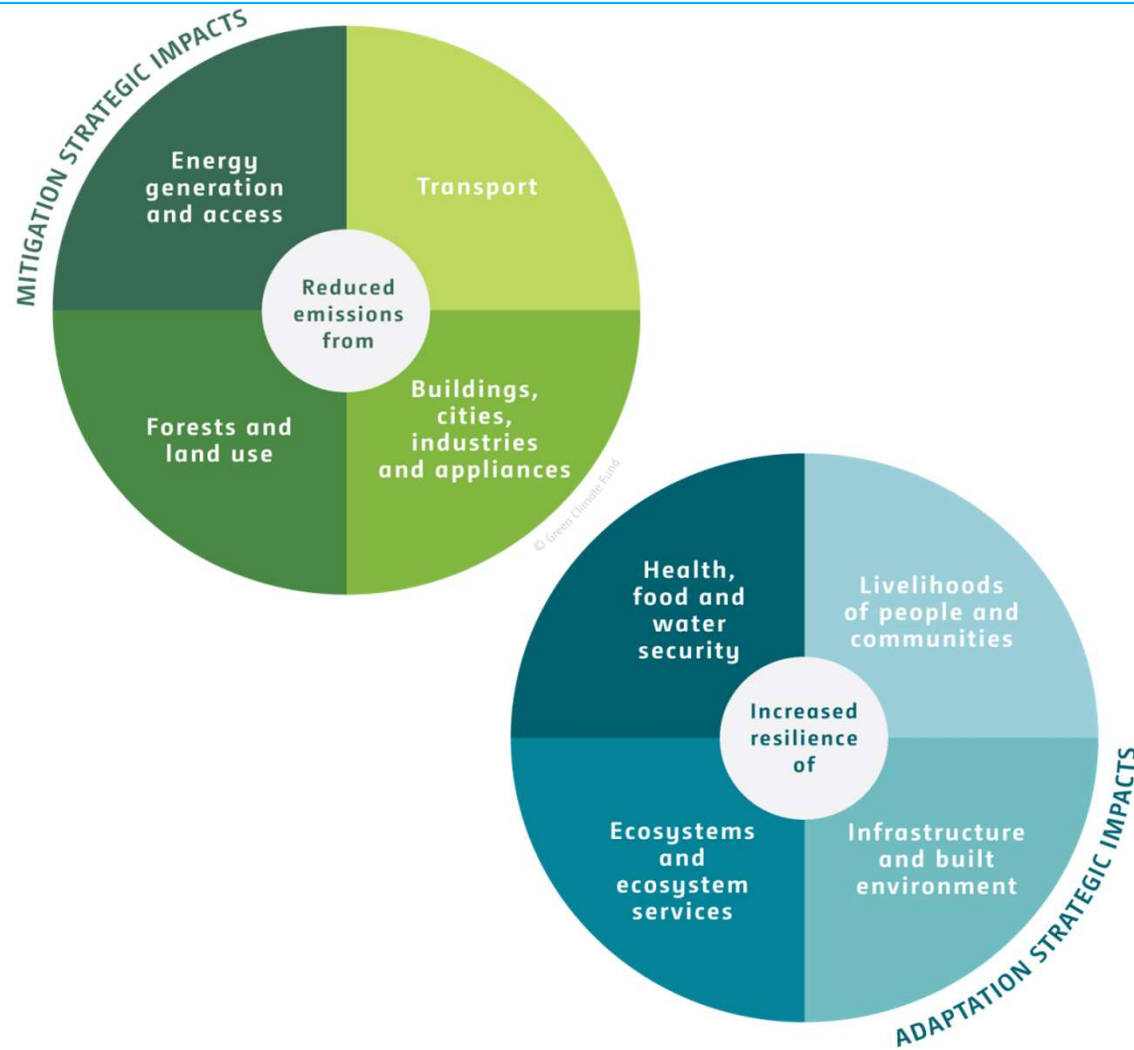 MITIGATION STRATEGIC IMPACTS
Energy
generation
and access
Transport
Reduced
emissions
from
Forests and
land use
Buildings,
cities,
industries
and appliances
© Green Climate Fund
Health,
food and
water
security
Livelihoods
of people and
communities
Increased
resilience
of
Ecosystems
and
ecosystem
services
Infrastructure
and built
environment
ADAPTATION STRATEGIC IMPACTS